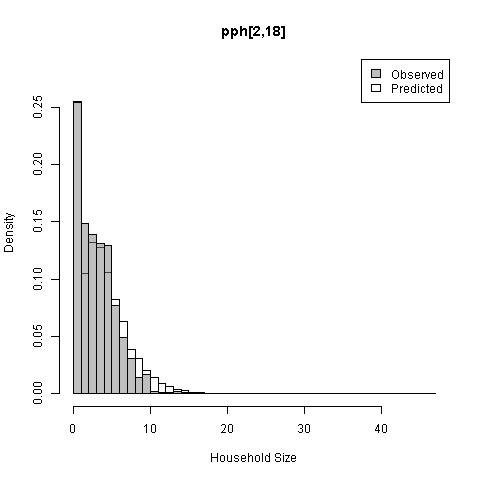 pph[2,18]
Observed
Predicted
Density
0.25
0.20
0.15
0.10
0.05
0.00
0 10 20 30 40
Household Size